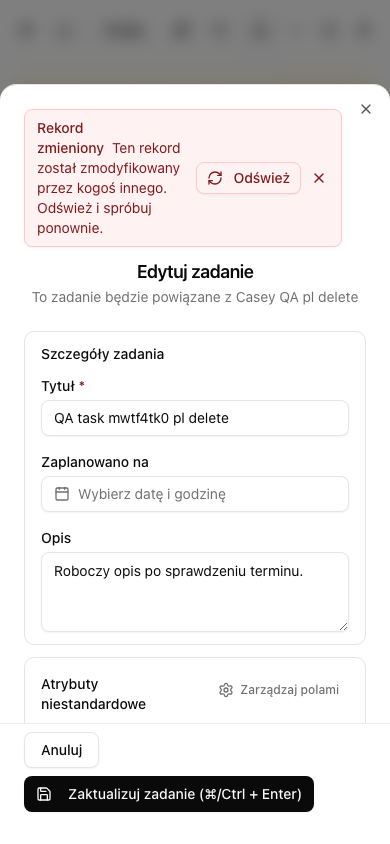 Rekord
zmieniony Ten rekord
został zmodyfikowany
przez kogoś innego.
Odśwież i spróbuj
ponownie.
Odśwież
Edytuj zadanie
To zadanie będzie powiązane z Casey QA pl delete
Szczegóły zadania
Tytuł *
QA task mwtf4tk0 pl delete
Zaplanowano na
Wybierz datę i godzinę
Opis
Roboczy opis po sprawdzeniu terminu.
Atrybuty
niestandardowe
Zarządzaj polami
Anuluj
Zaktualizuj zadanie (⌘/Ctrl + Enter)